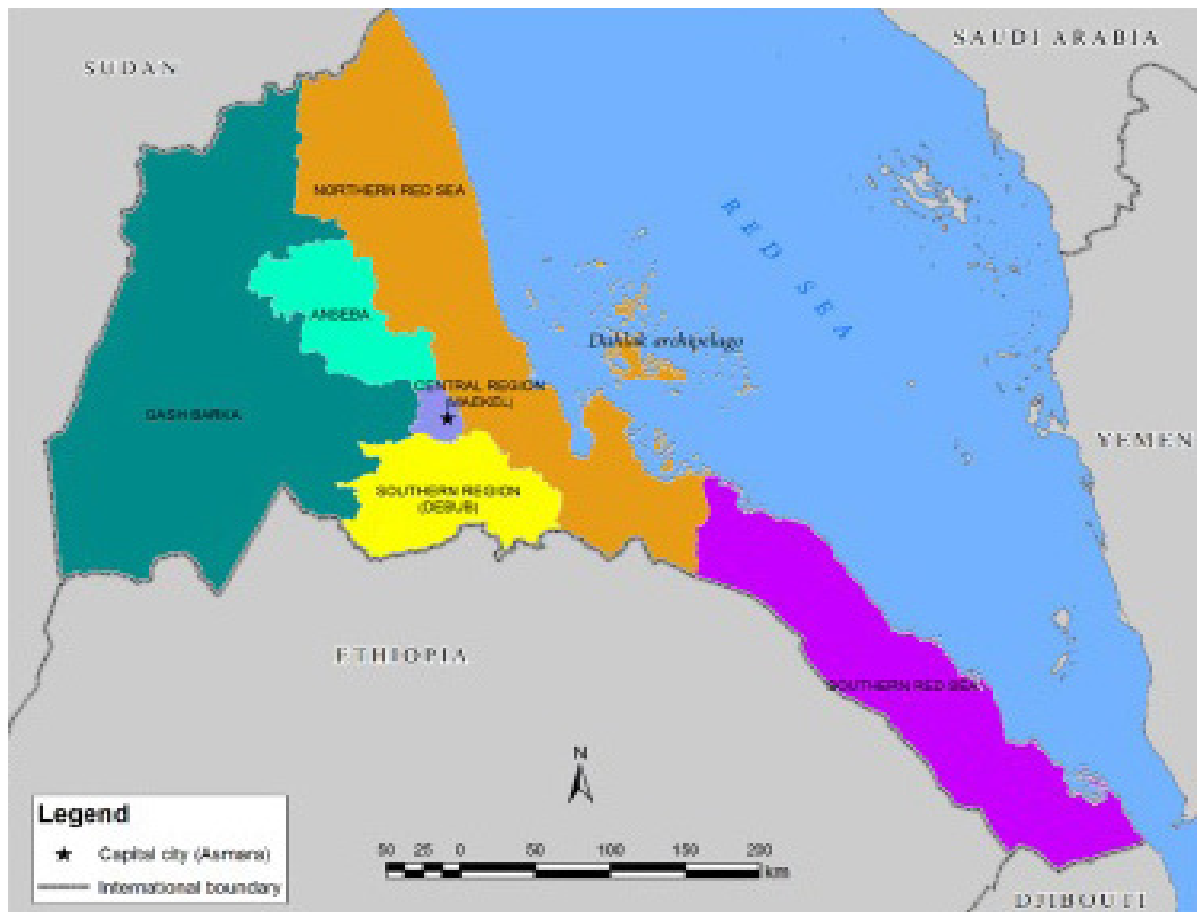 SAUDI ARABIA
SUDAN
NORTHERN RED SEA
RED SEA
ANSEBA
Dahlak archipelago
CENTRAL REGION
(MAEKEL)
GASH BARKA
YEMEN
SOUTHERN REGION
(DEBUB)
ETHIOPIA
SOUTHERN RED SEA
N
Legend
Capital city (Asmara)
International boundary
50 25 0 50 100 150 200
km
DJIBOUTI